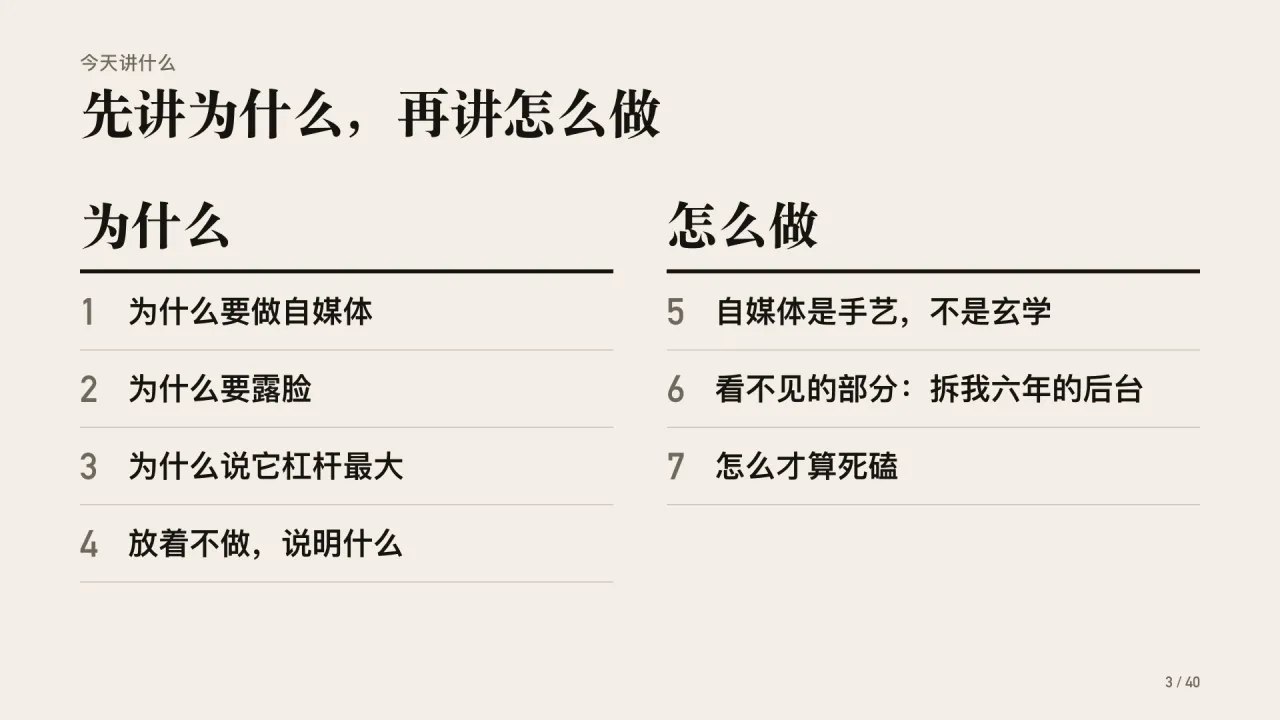 今天讲什么
先讲为什么，再讲怎么做
为什么
1 为什么要做自媒体
2 为什么要露脸
3 为什么说它杠杆最大
4 放着不做，说明什么
怎么做
5 自媒体是手艺，不是玄学
6 看不见的部分：拆我六年的后台
7 怎么才算死磕
3 / 40